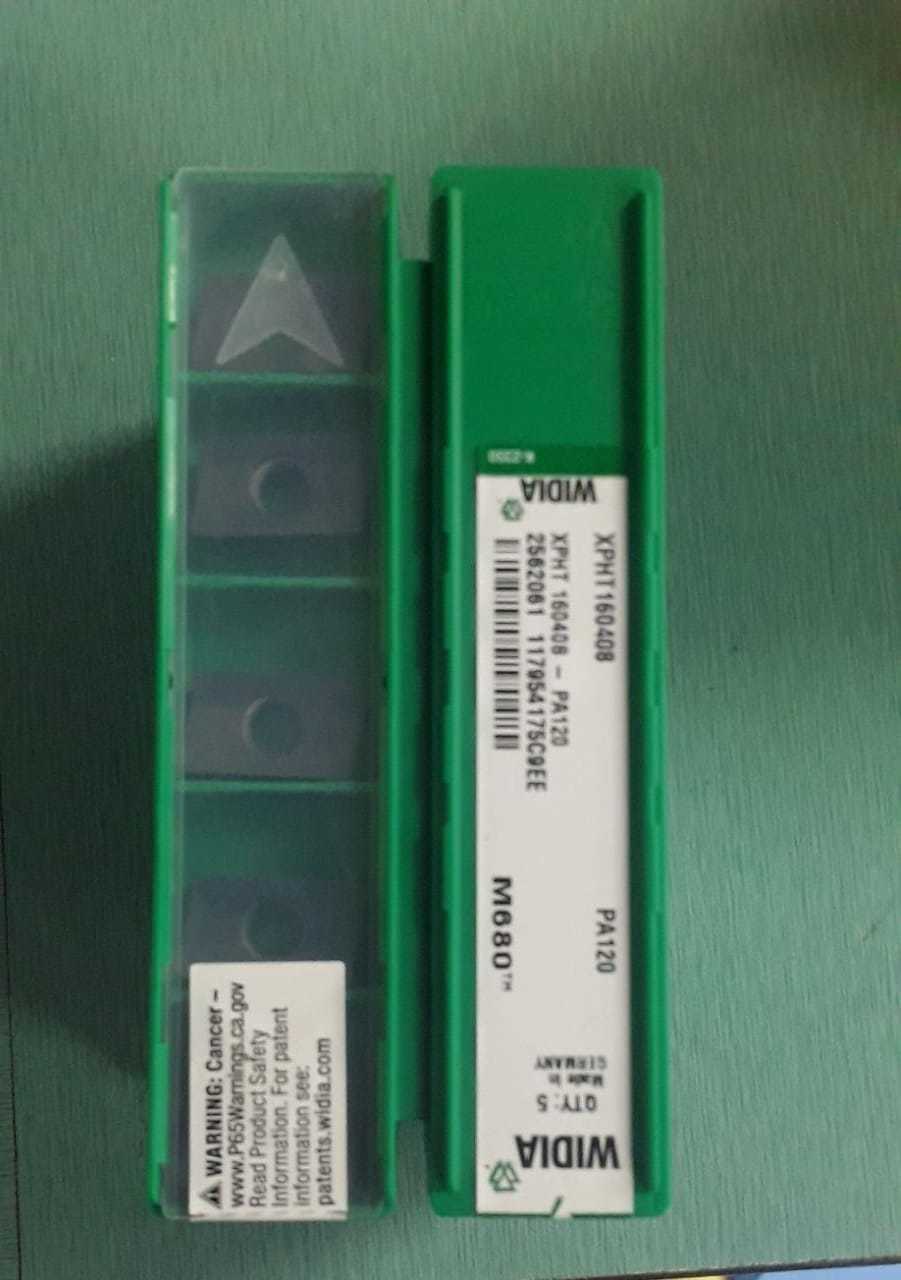 WIDIA
XPHT160408
XPHT 160408 – PA120
2562061 117954175C9EE
PA120
M680™
Made in
GERMANY
QTY: 5
WIDIA
⚠ WARNING: Cancer –
www.P65Warnings.ca.gov
Read Product Safety
Information. For patent
information see:
patents.widia.com